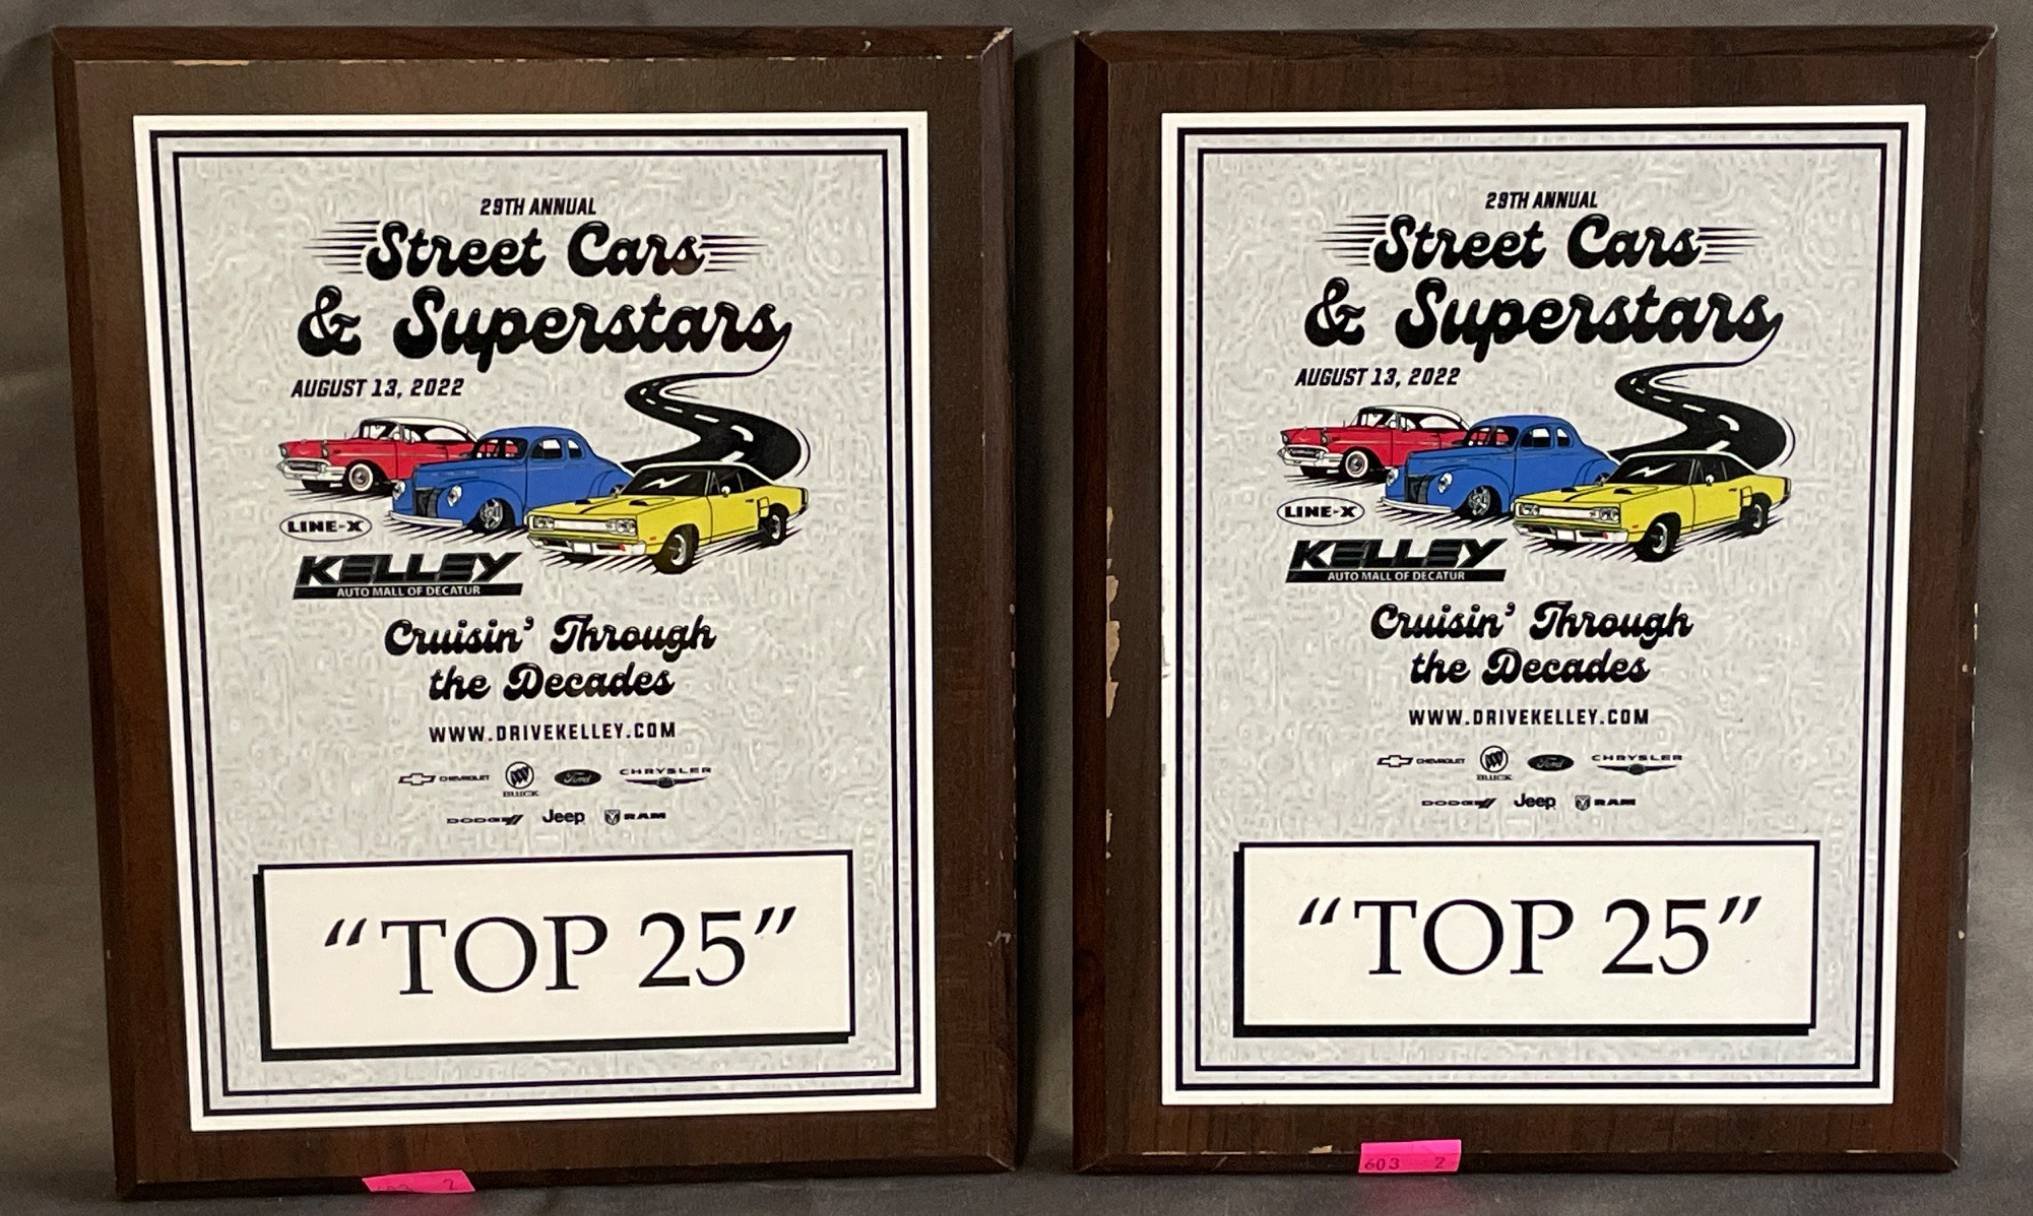 29TH ANNUAL
Street Cars
& Superstars
AUGUST 13, 2022
LINE-X
KELLEY
AUTO MALL OF DECATUR
Cruisin' Through
the Decades
WWW.DRIVEKELLEY.COM
CHEVROLET BUICK Ford CHRYSLER
DODGE Jeep RAM
"TOP 25"
2
29TH ANNUAL
Street Cars
& Superstars
AUGUST 13, 2022
LINE-X
KELLEY
AUTO MALL OF DECATUR
Cruisin' Through
the Decades
WWW.DRIVEKELLEY.COM
CHEVROLET BUICK Ford CHRYSLER
DODGE Jeep RAM
"TOP 25"
603 2